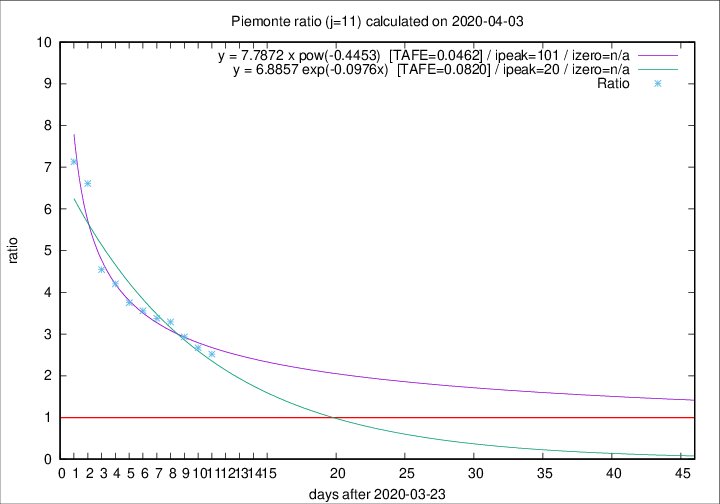 Piemonte ratio (j=11) calculated on 2020-04-03
y = 7.7872 x pow(-0.4453)  [TAFE=0.0462] / ipeak=101 / izero=n/a
y = 6.8857 exp(-0.0976x)  [TAFE=0.0820] / ipeak=20 / izero=n/a
Ratio
10
9
8
7
6
5
4
3
2
1
0
ratio
0 1 2 3 4 5 6 7 8 9 10 11 12 13 14 15 20 25 30 35 40 45
days after 2020-03-23